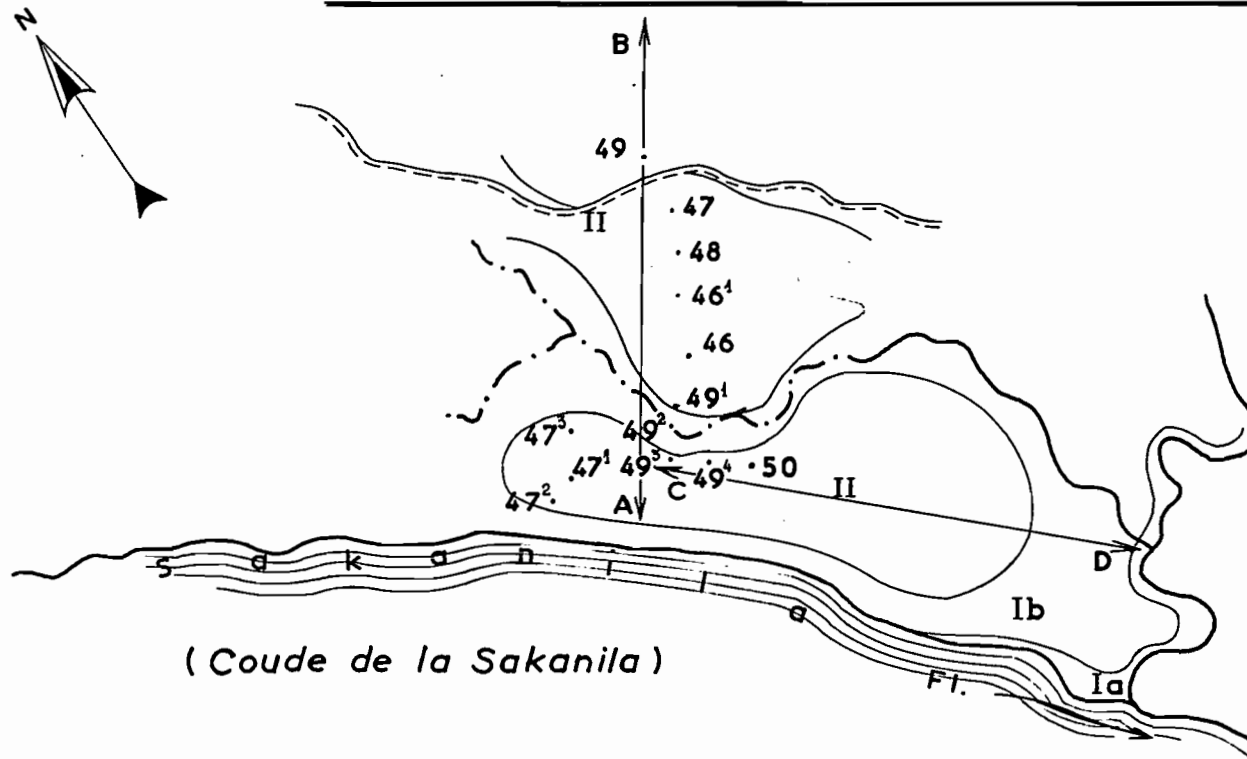 N
B
49
47
II
48
46¹
46
49¹
47³ 49²
47¹ 49³ 49⁴ 50
C II
47² A
D
S a k a n i l a
Ib
(Coude de la Sakanila)
Fl. Ia